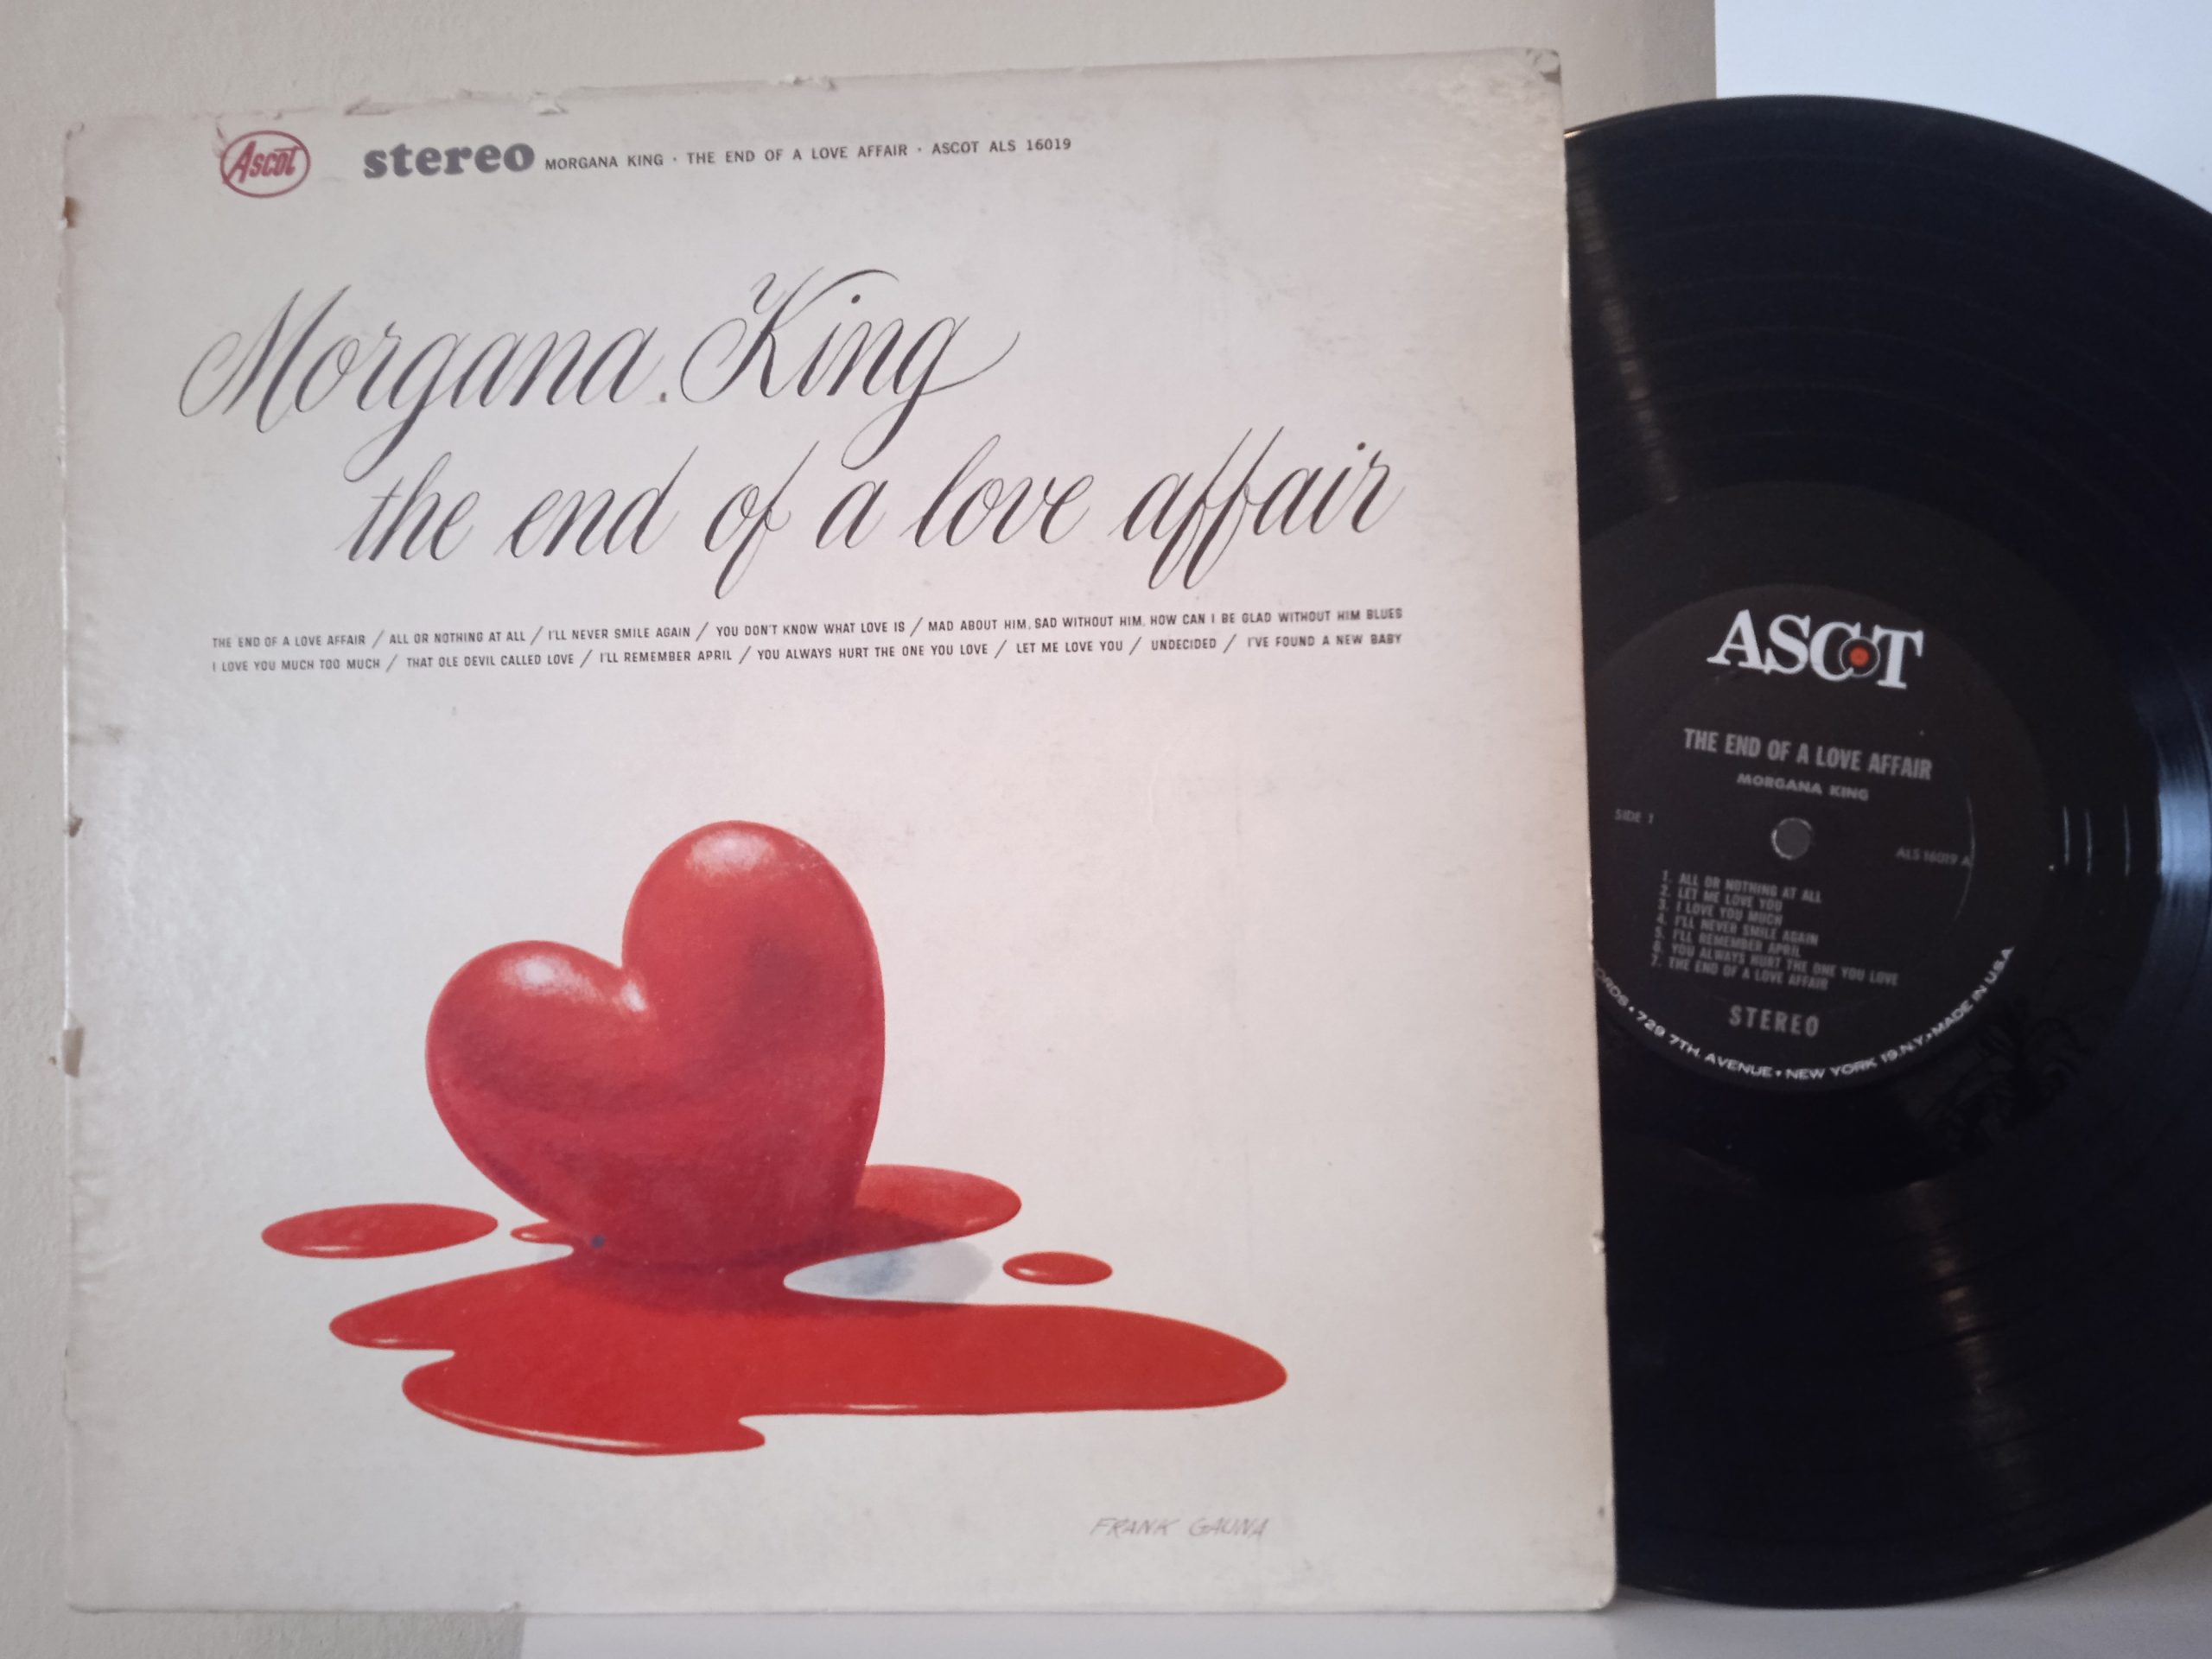 Ascot
stereo MORGANA KING · THE END OF A LOVE AFFAIR · ASCOT ALS 16019
Morgana King
the end of a love affair
THE END OF A LOVE AFFAIR / ALL OR NOTHING AT ALL / I'LL NEVER SMILE AGAIN / YOU DON'T KNOW WHAT LOVE IS / MAD ABOUT HIM, SAD WITHOUT HIM, HOW CAN I BE GLAD WITHOUT HIM BLUES
I LOVE YOU MUCH TOO MUCH / THAT OLE DEVIL CALLED LOVE / I'LL REMEMBER APRIL / YOU ALWAYS HURT THE ONE YOU LOVE / LET ME LOVE YOU / UNDECIDED / I'VE FOUND A NEW BABY
FRANK GAUNA
ASCOT
THE END OF A LOVE AFFAIR
MORGANA KING
SIDE 1
ALS 16019 A
1. ALL OR NOTHING AT ALL
2. LET ME LOVE YOU
3. I LOVE YOU MUCH
4. I'LL NEVER SMILE AGAIN
5. I'LL REMEMBER APRIL
6. YOU ALWAYS HURT THE ONE YOU LOVE
7. THE END OF A LOVE AFFAIR
STEREO
ORDS • 729 7TH. AVENUE • NEW YORK 19, N.Y. • MADE IN U.S.A.